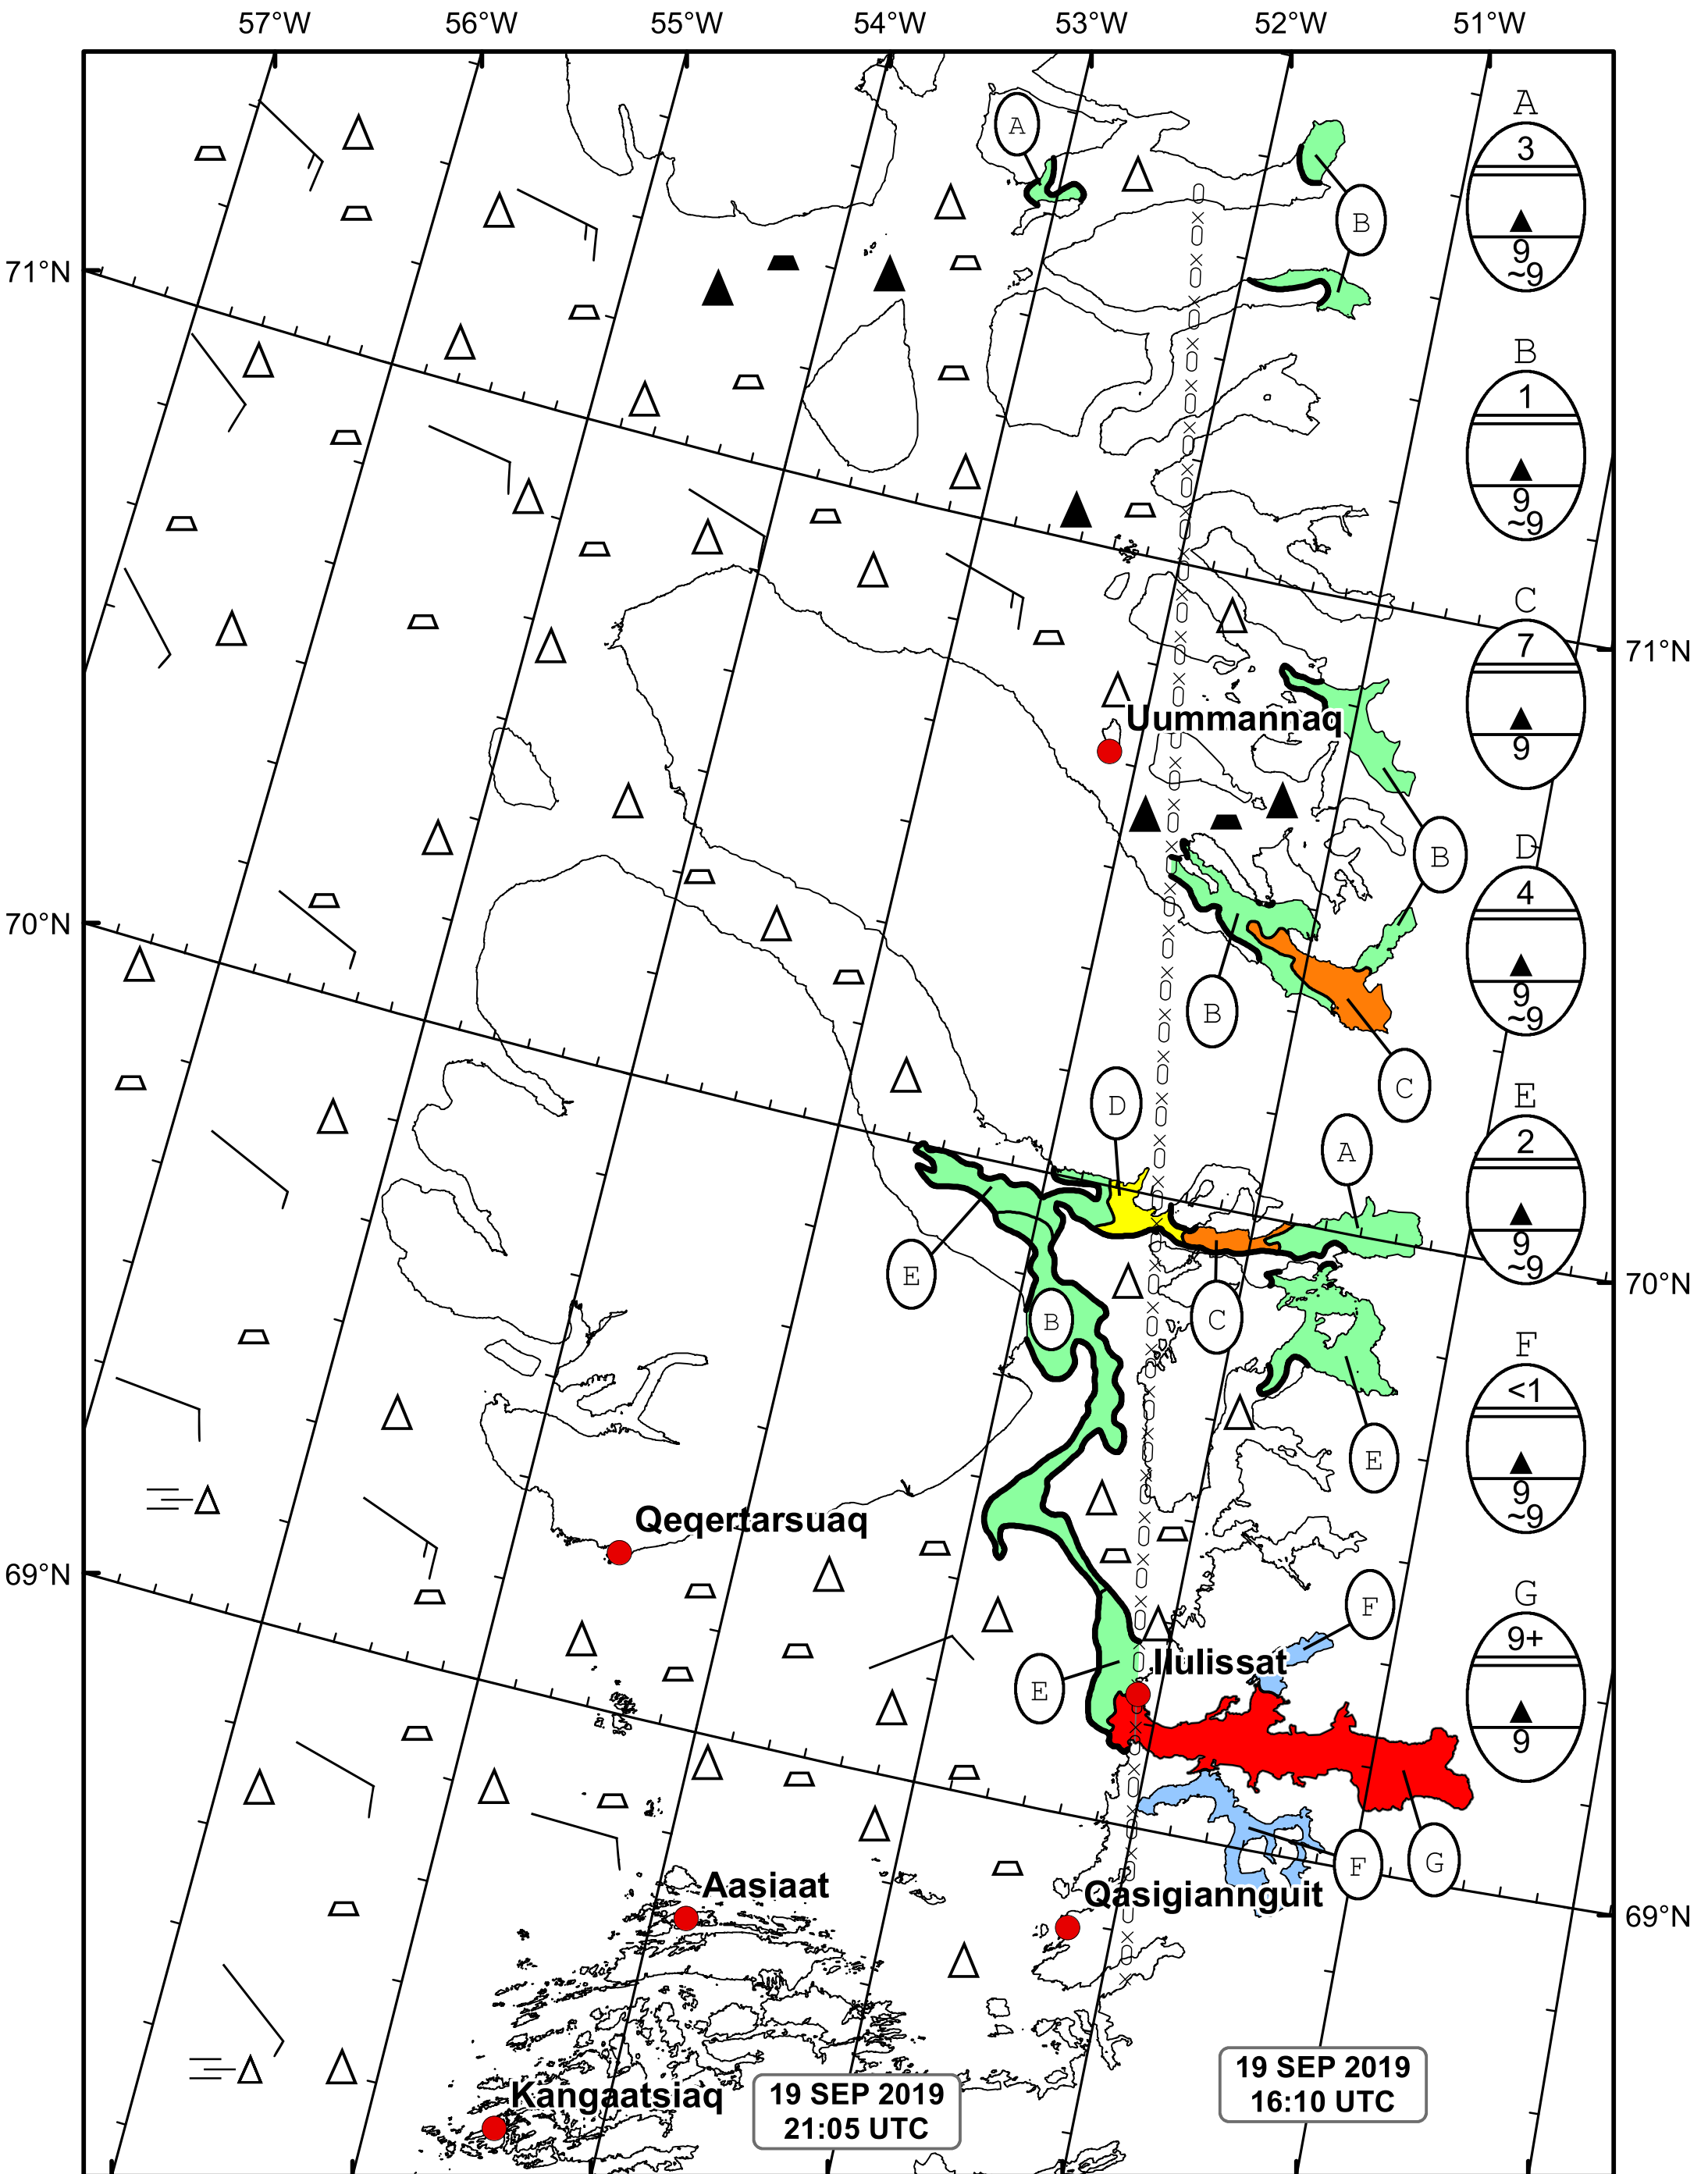 57°W 56°W 55°W 54°W 53°W 52°W 51°W
A
3
9
~9
A
B
71°N
B
1
9
~9
C
7
9
71°N
Uummannaq
B
D
4
9
~9
70°N
B
C
D
A
E
2
9
~9
E
B
C
70°N
F
<1
9
~9
E
Qeqertarsuaq
69°N
F
G
9+
9
Ilulissat
E
F
G
Aasiaat
Qasigiannguit
69°N
19 SEP 2019
16:10 UTC
Kangaatsiaq
19 SEP 2019
21:05 UTC